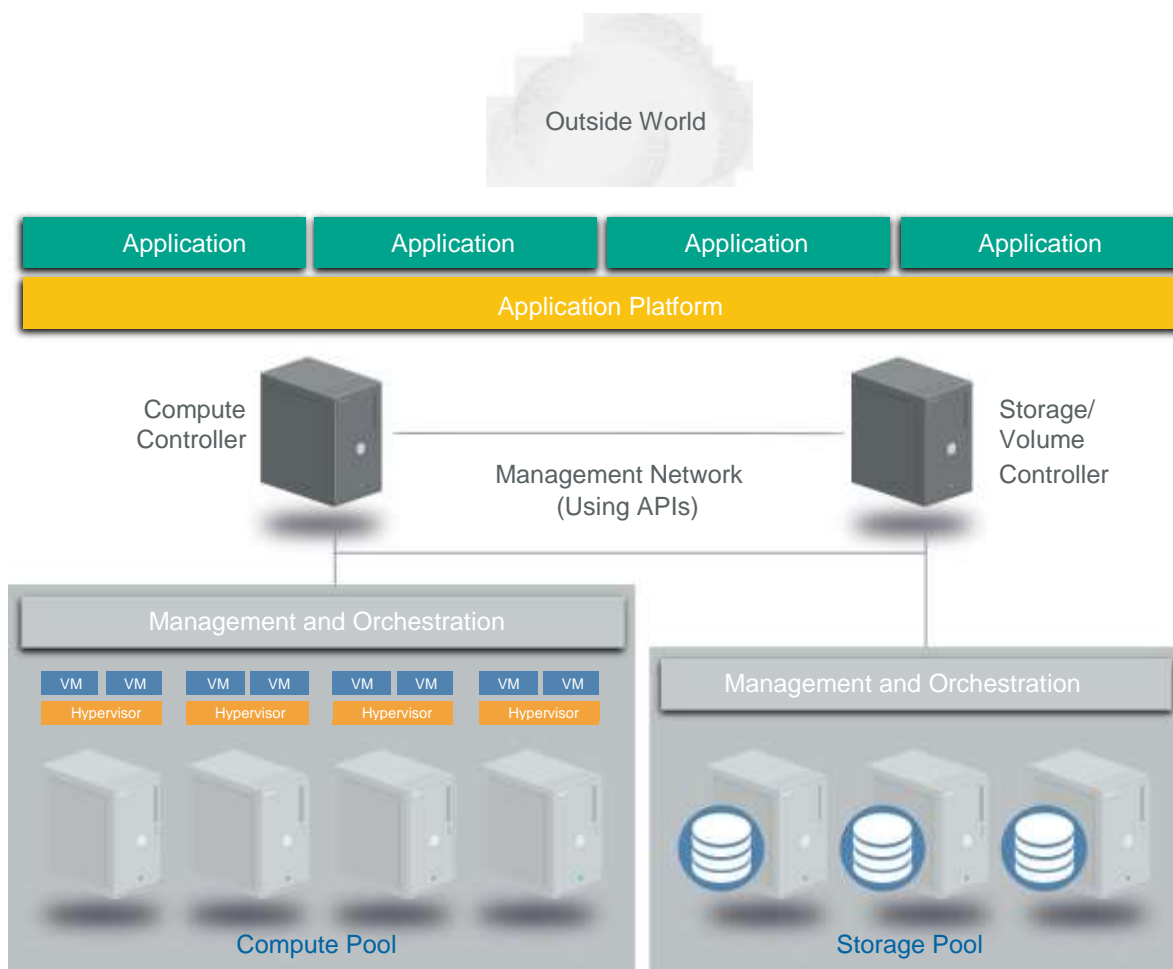 Outside World
Application Application Application Application
Application Platform
Compute
Controller
Storage/
Volume
Controller
Management Network
(Using APIs)
Management and Orchestration
VM VM VM VM VM VM VM VM
Hypervisor Hypervisor Hypervisor Hypervisor
Compute Pool
Management and Orchestration
Storage Pool